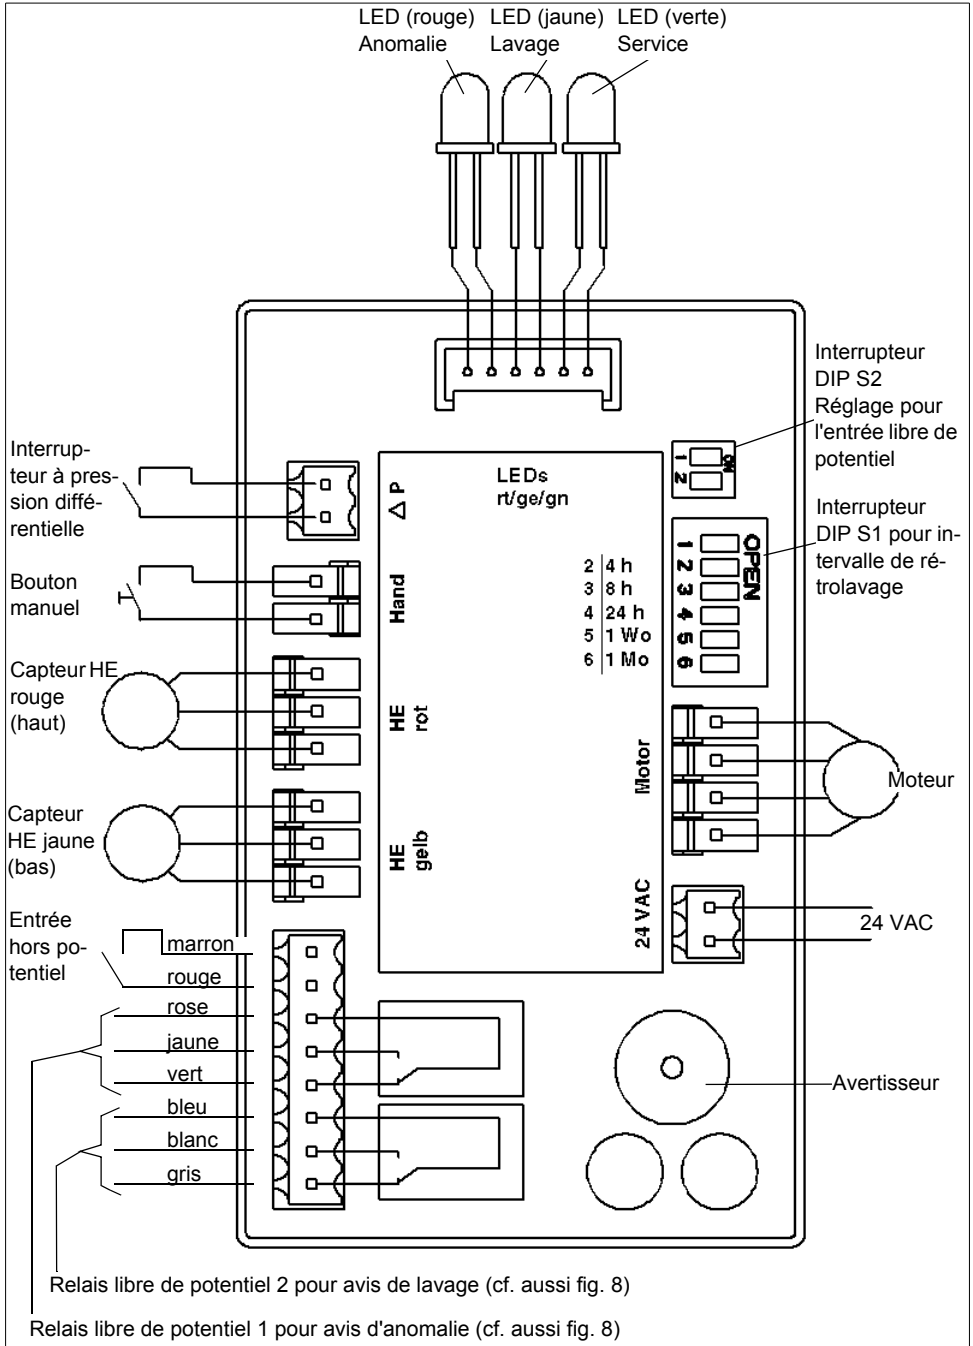 LED (rouge) LED (jaune) LED (verte)
Anomalie Lavage Service
Interrupteur
DIP S2
Réglage pour
l'entrée libre de
potentiel
Interrup-
teur à pres-
sion diffé-
rentielle
△ P
LEDs
rt/ge/gn
1
2
ON
Interrupteur
DIP S1 pour in-
tervalle de ré-
trolavage
1
2
3
4
5
6
OPEN
2 4 h
3 8 h
4 24 h
5 1 Wo
6 1 Mo
Bouton
manuel
Hand
Capteur HE
rouge
(haut)
HE
rot
Motor
Moteur
Capteur
HE jaune
(bas)
HE
gelb
24 VAC
24 VAC
Entrée
hors po-
tentiel
marron
rouge
rose
jaune
vert
bleu
blanc
gris
Avertisseur
Relais libre de potentiel 2 pour avis de lavage (cf. aussi fig. 8)
Relais libre de potentiel 1 pour avis d'anomalie (cf. aussi fig. 8)